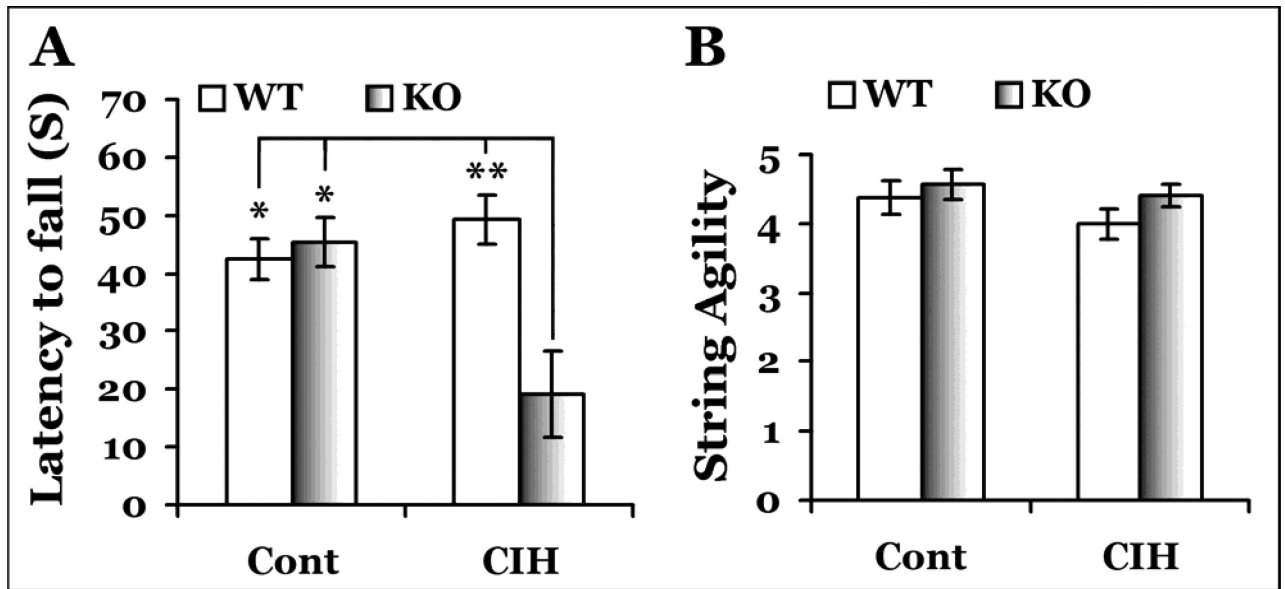 A
WT KO
Latency to fall (S)
70
60
50
40
30
20
10
0
* * **
Cont CIH
B
WT KO
String Agility
5
4
3
2
1
0
Cont CIH